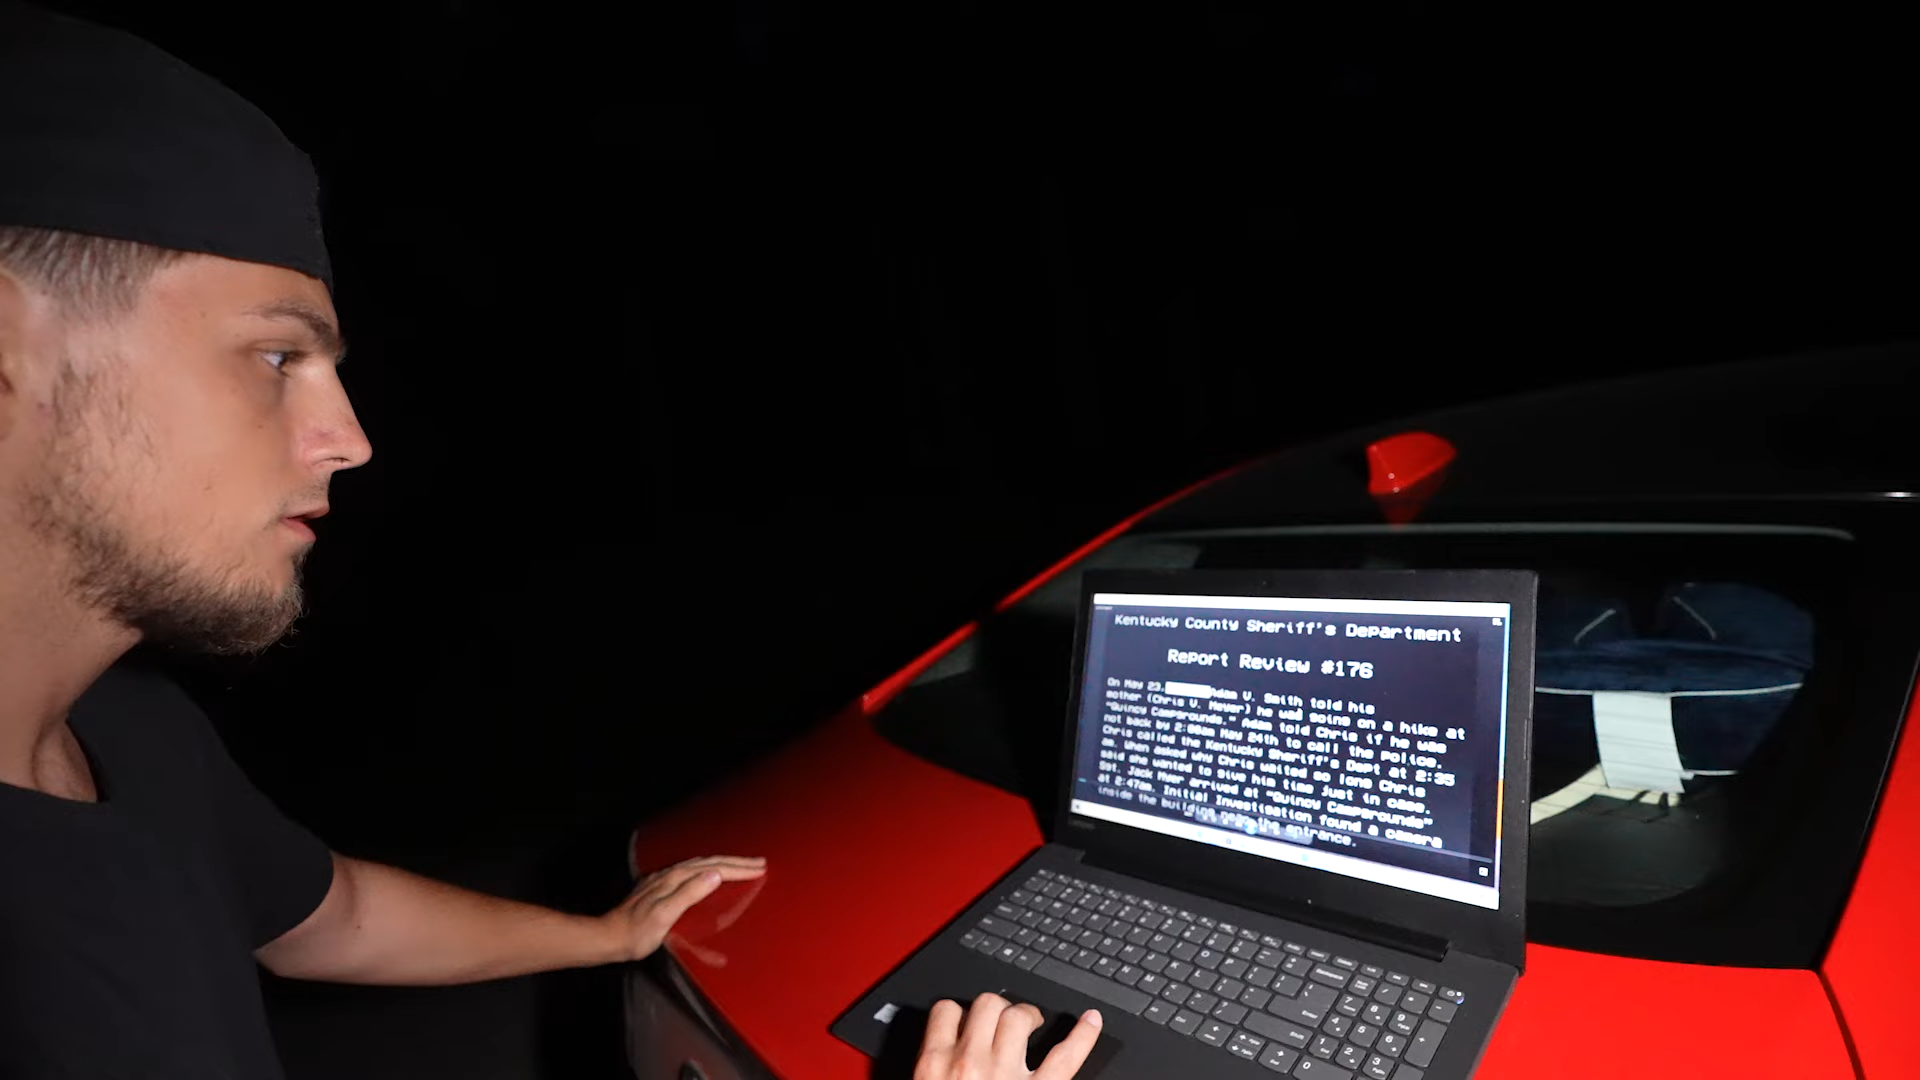 Kentucky County Sheriff's Department
Report Review #176
On May 23, Adam V. Smith told his
mother (Chris V. Meyer) he was going on a hike at
"Quincy Campgrounds." Adam told Chris if he was
not back by 2:00am May 24th to call the police.
Chris called the Kentucky Sheriff's Dept at 2:35
am. When asked why Chris waited so long Chris
said she wanted to give his time just in case.
Sgt. Jack Myer arrived at "Quincy Campgrounds"
at 2:47am. Initial Investigation found a camera
inside the building near the entrance.